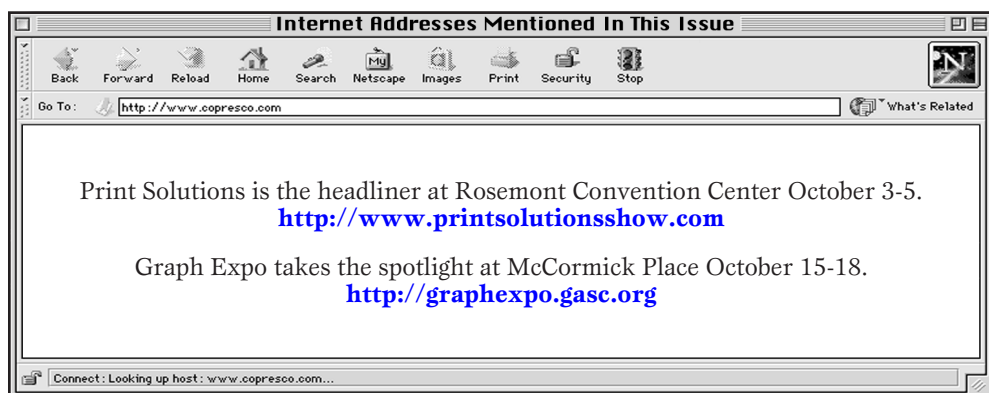 Internet Addresses Mentioned In This Issue
Back Forward Reload Home Search My Netscape Images Print Security Stop N
Go To: http://www.copresco.com What's Related
Print Solutions is the headliner at Rosemont Convention Center October 3-5.
http://www.printsolutionsshow.com
Graph Expo takes the spotlight at McCormick Place October 15-18.
http://graphexpo.gasc.org
Connect: Looking up host: www.copresco.com...